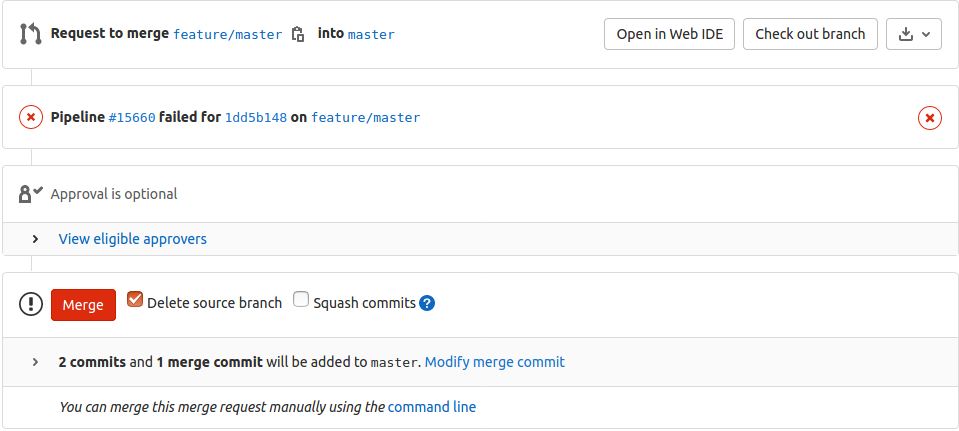 Request to merge feature/master into master Open in Web IDE Check out branch
Pipeline #15660 failed for 1dd5b148 on feature/master
Approval is optional
View eligible approvers
Merge Delete source branch Squash commits ?
2 commits and 1 merge commit will be added to master. Modify merge commit
You can merge this merge request manually using the command line